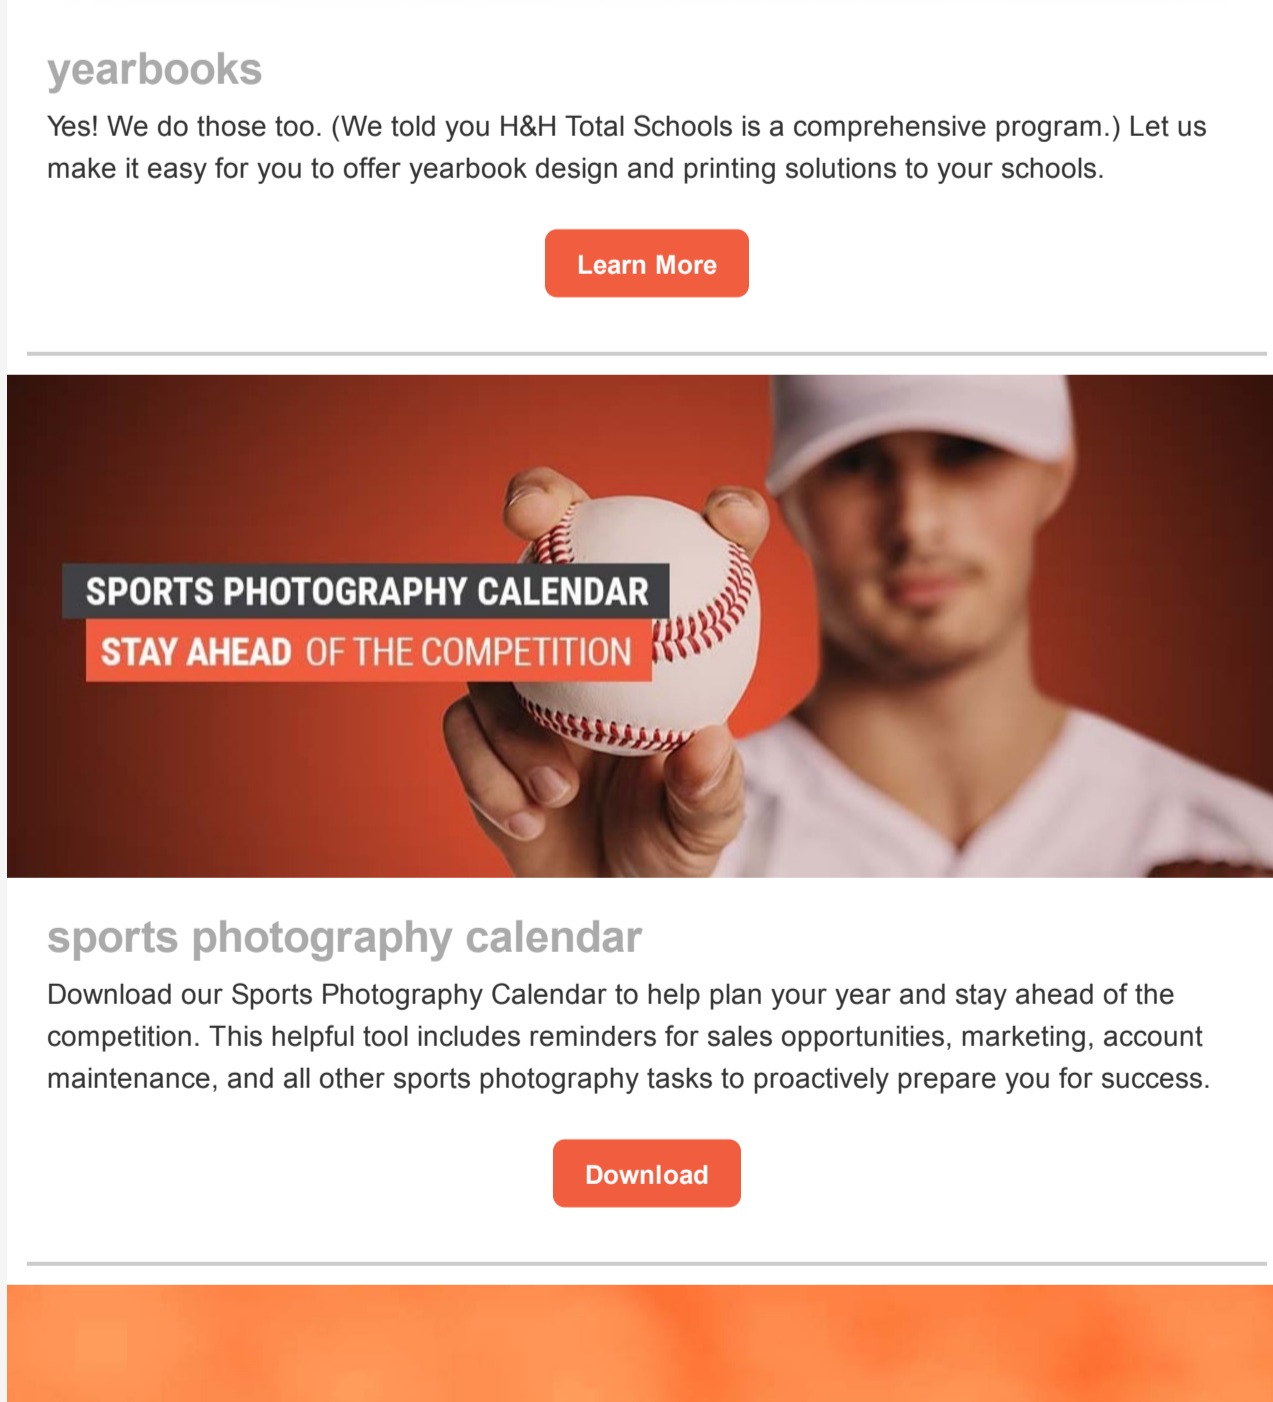 yearbooks
Yes! We do those too. (We told you H&H Total Schools is a comprehensive program.) Let us
make it easy for you to offer yearbook design and printing solutions to your schools.
Learn More
SPORTS PHOTOGRAPHY CALENDAR
STAY AHEAD OF THE COMPETITION
sports photography calendar
Download our Sports Photography Calendar to help plan your year and stay ahead of the
competition. This helpful tool includes reminders for sales opportunities, marketing, account
maintenance, and all other sports photography tasks to proactively prepare you for success.
Download